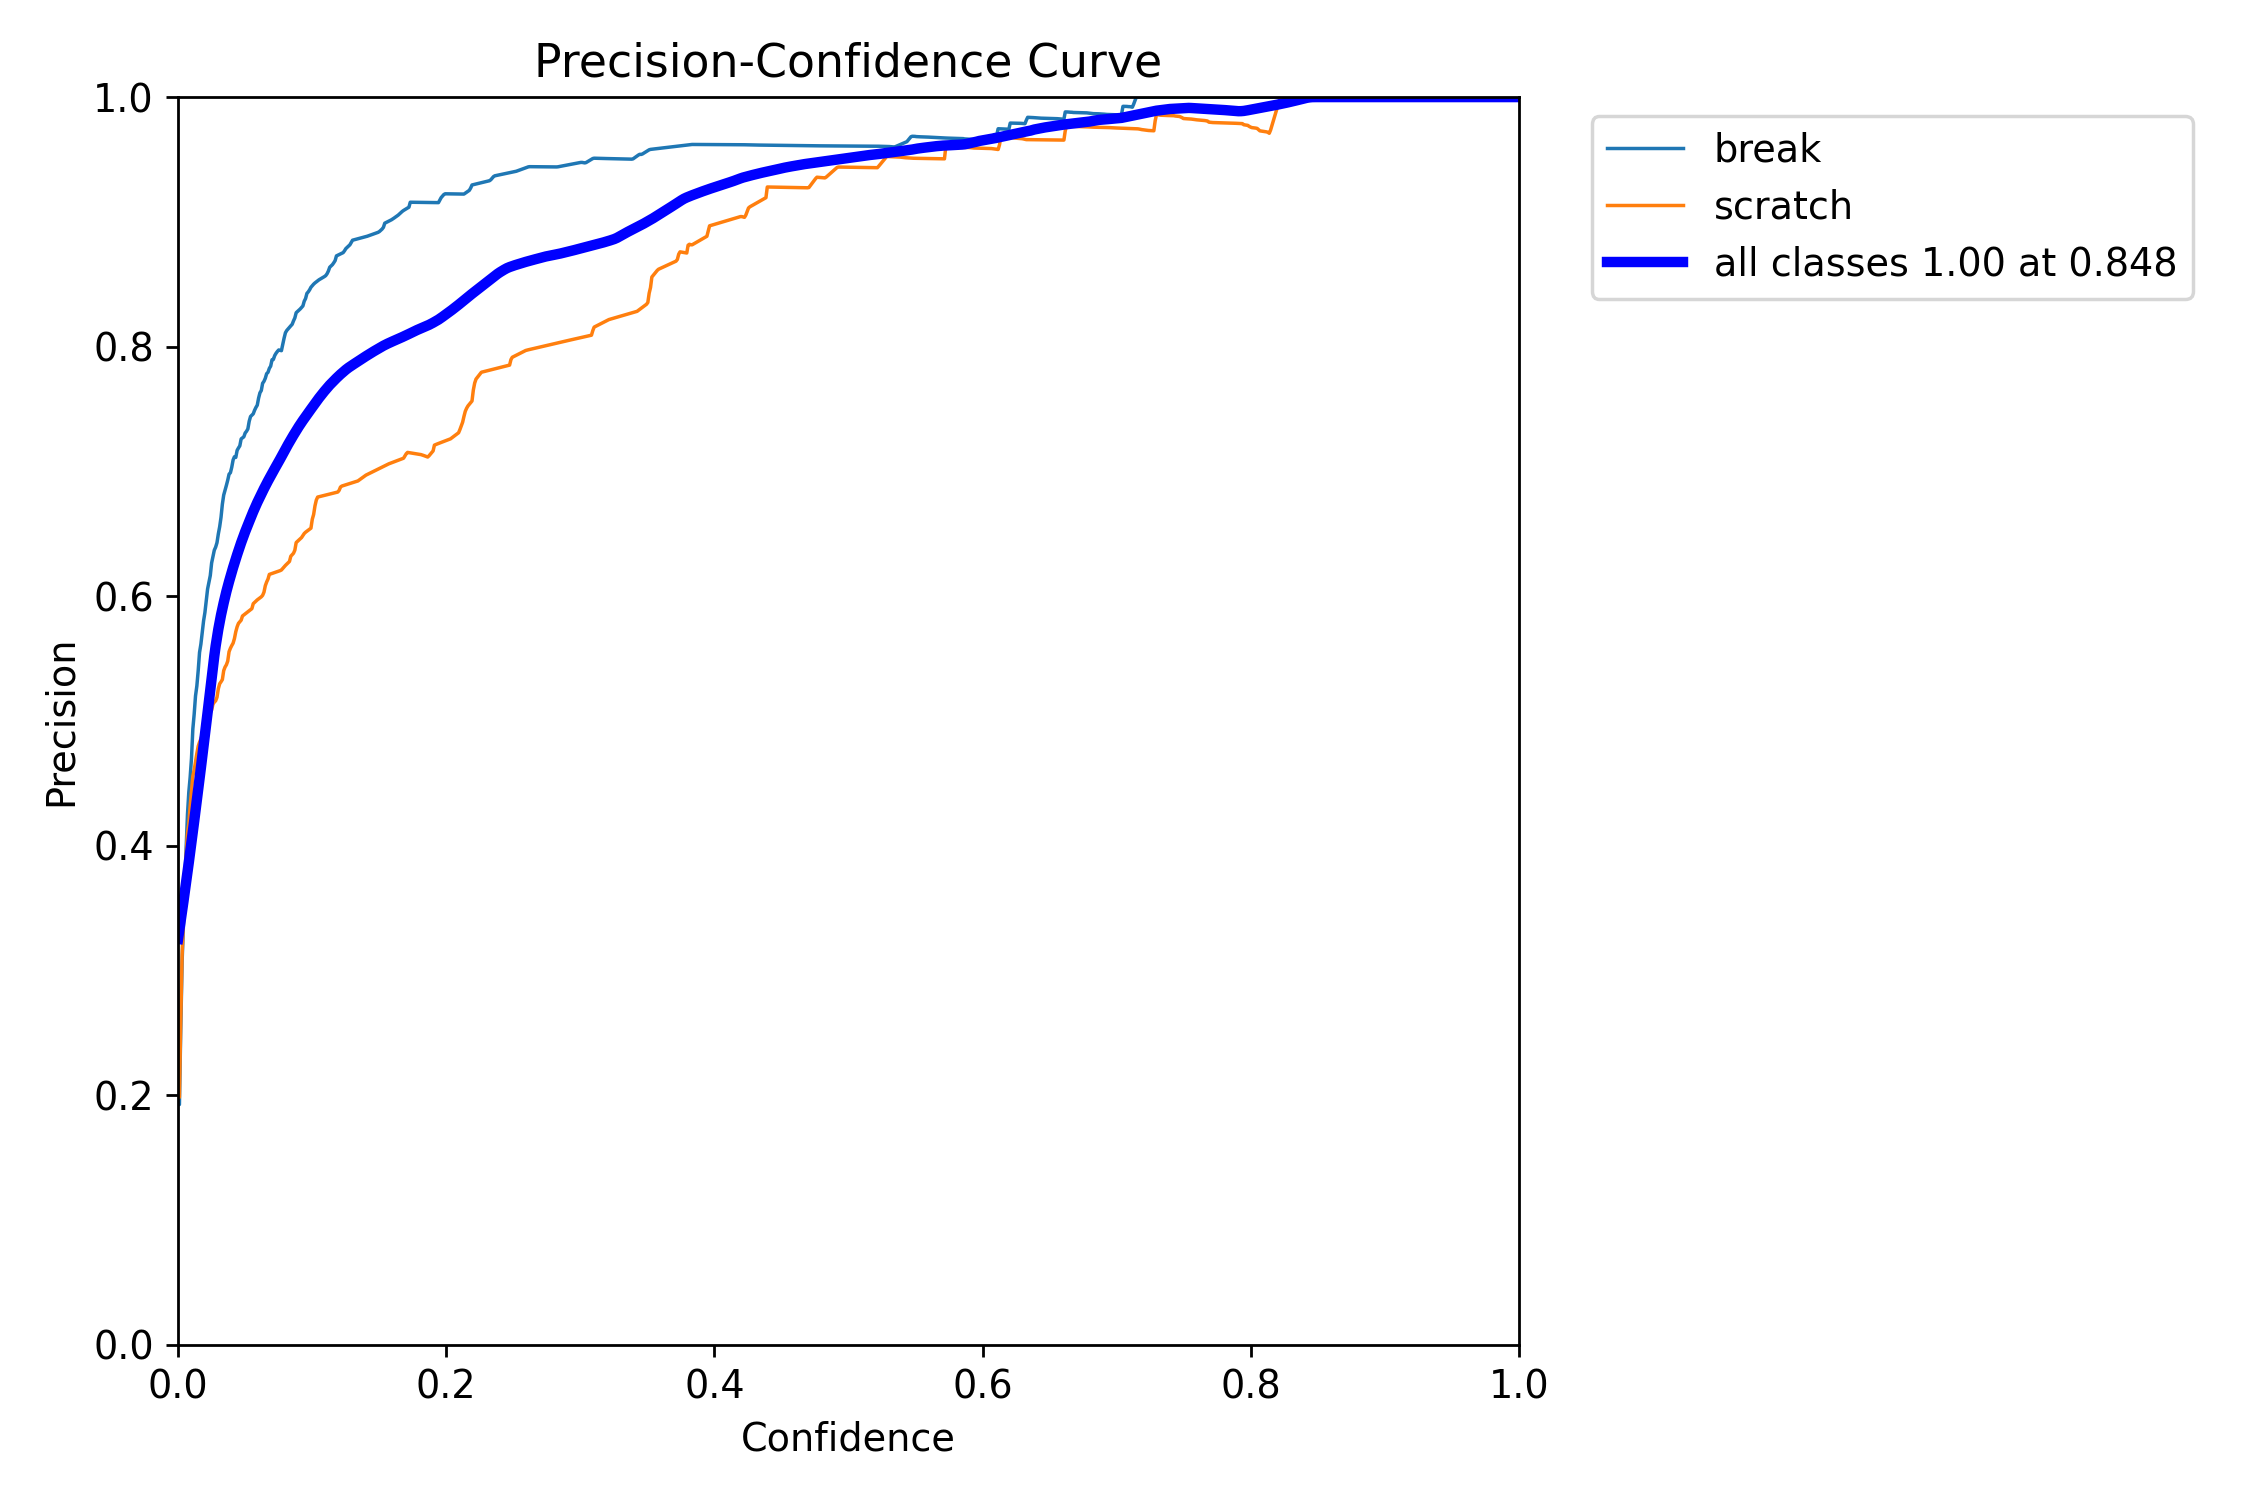 Precision-Confidence Curve
1.0
0.8
0.6
0.4
0.2
0.0
Precision
0.0 0.2 0.4 0.6 0.8 1.0
Confidence
break
scratch
all classes 1.00 at 0.848